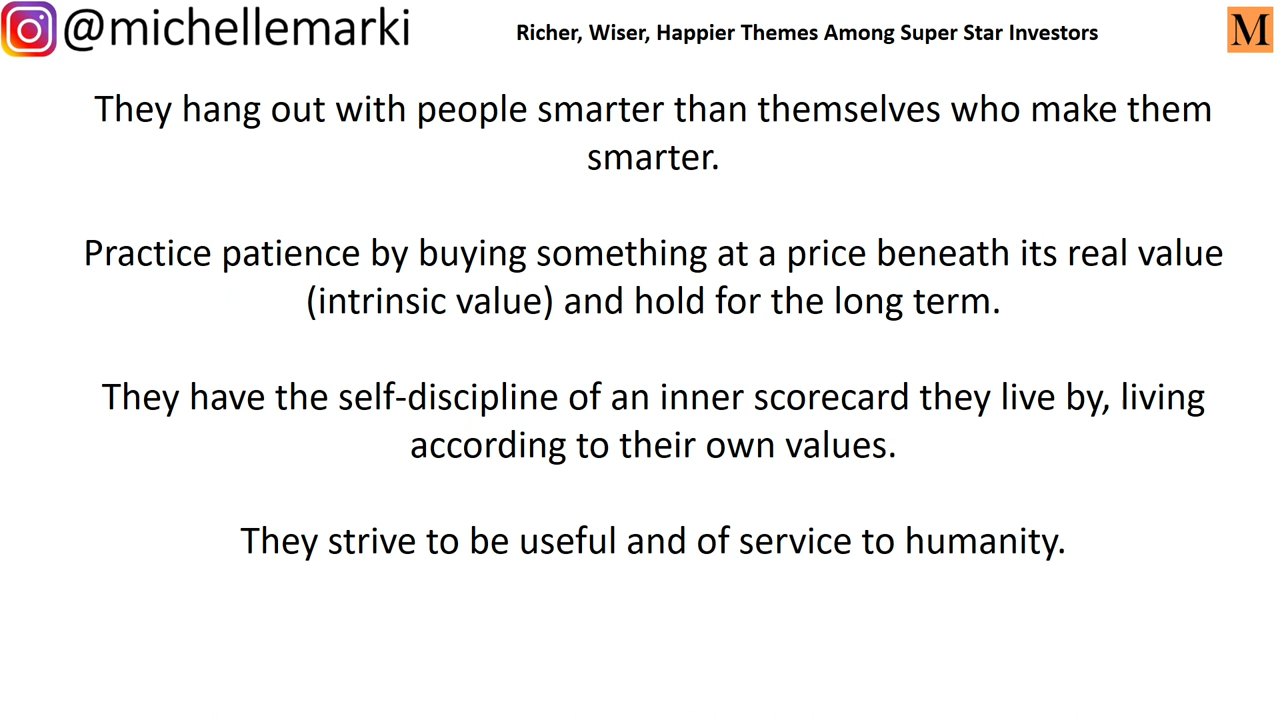 @michellemarki
Richer, Wiser, Happier Themes Among Super Star Investors
M
They hang out with people smarter than themselves who make them
smarter.
Practice patience by buying something at a price beneath its real value
(intrinsic value) and hold for the long term.
They have the self-discipline of an inner scorecard they live by, living
according to their own values.
They strive to be useful and of service to humanity.